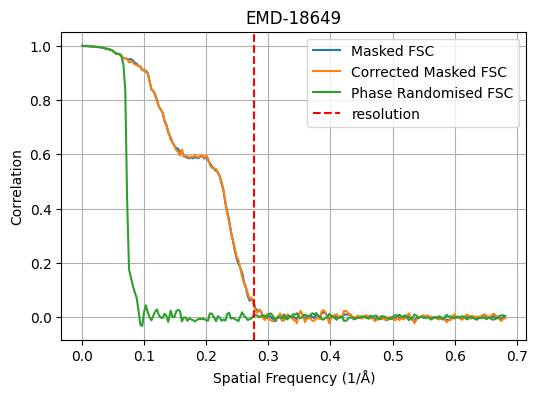 EMD-18649
Masked FSC
Corrected Masked FSC
Phase Randomised FSC
resolution
Correlation
1.0
0.8
0.6
0.4
0.2
0.0
0.0 0.1 0.2 0.3 0.4 0.5 0.6 0.7
Spatial Frequency (1/Å)